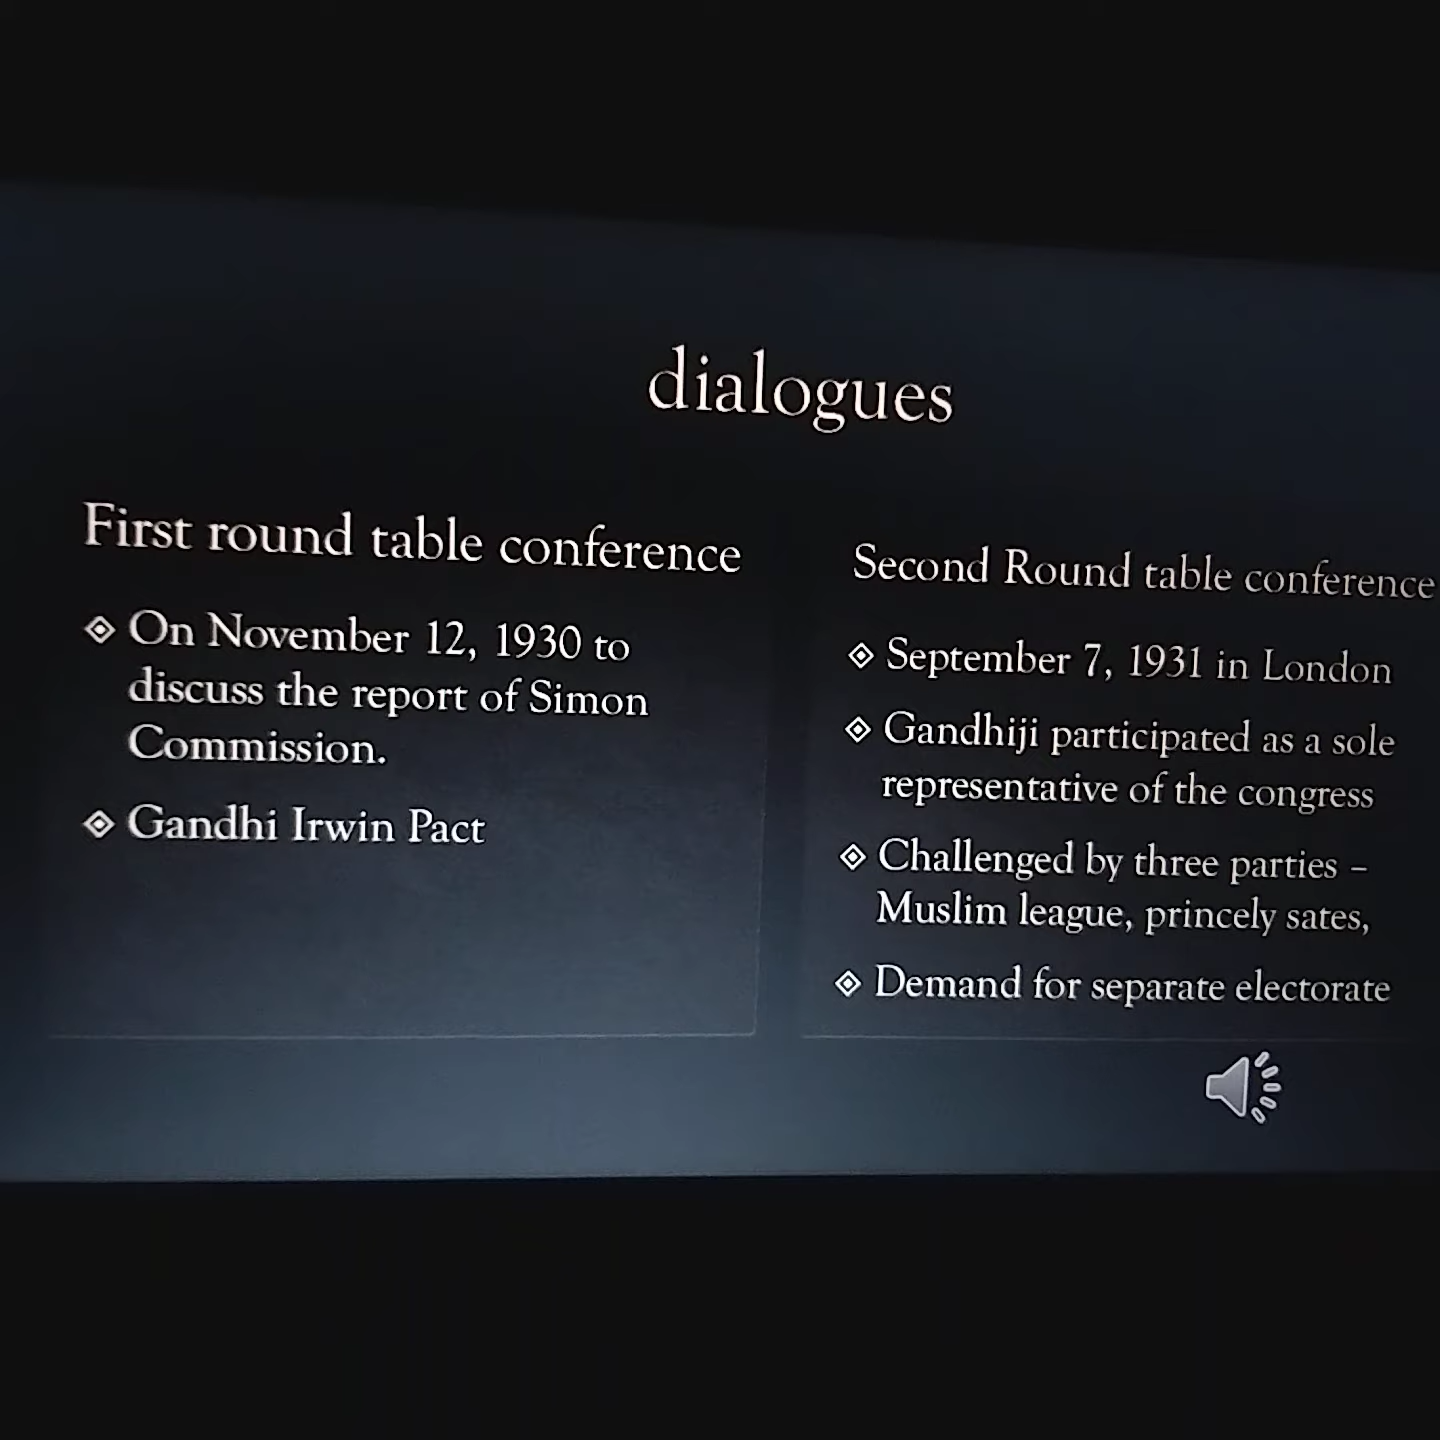 dialogues
First round table conference
On November 12, 1930 to
discuss the report of Simon
Commission.
Gandhi Irwin Pact
Second Round table conference
September 7, 1931 in London
Gandhiji participated as a sole
representative of the congress
Challenged by three parties –
Muslim league, princely sates,
Demand for separate electorate